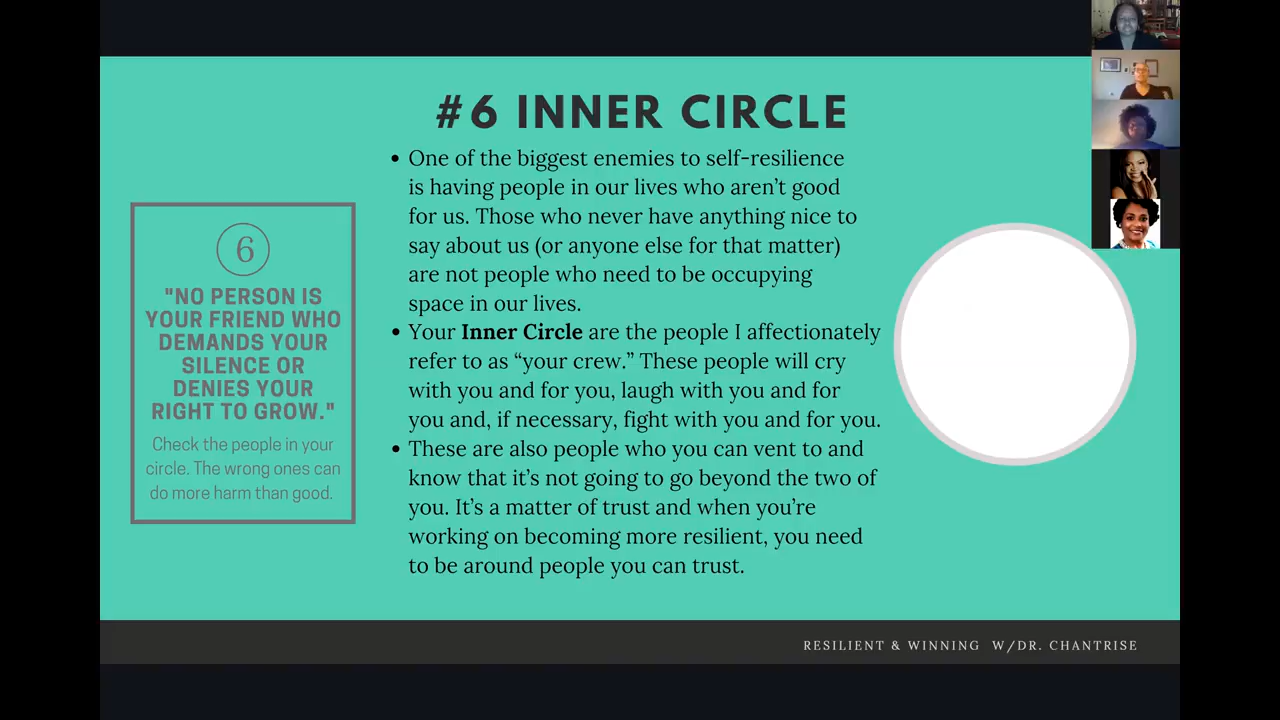 #6 INNER CIRCLE
6
"NO PERSON IS
YOUR FRIEND WHO
DEMANDS YOUR
SILENCE OR
DENIES YOUR
RIGHT TO GROW."
Check the people in your
circle. The wrong ones can
do more harm than good.
• One of the biggest enemies to self-resilience
is having people in our lives who aren’t good
for us. Those who never have anything nice to
say about us (or anyone else for that matter)
are not people who need to be occupying
space in our lives.
• Your Inner Circle are the people I affectionately
refer to as “your crew.” These people will cry
with you and for you, laugh with you and for
you and, if necessary, fight with you and for you.
• These are also people who you can vent to and
know that it’s not going to go beyond the two of
you. It’s a matter of trust and when you’re
working on becoming more resilient, you need
to be around people you can trust.
RESILIENT & WINNING W/DR. CHANTRISE